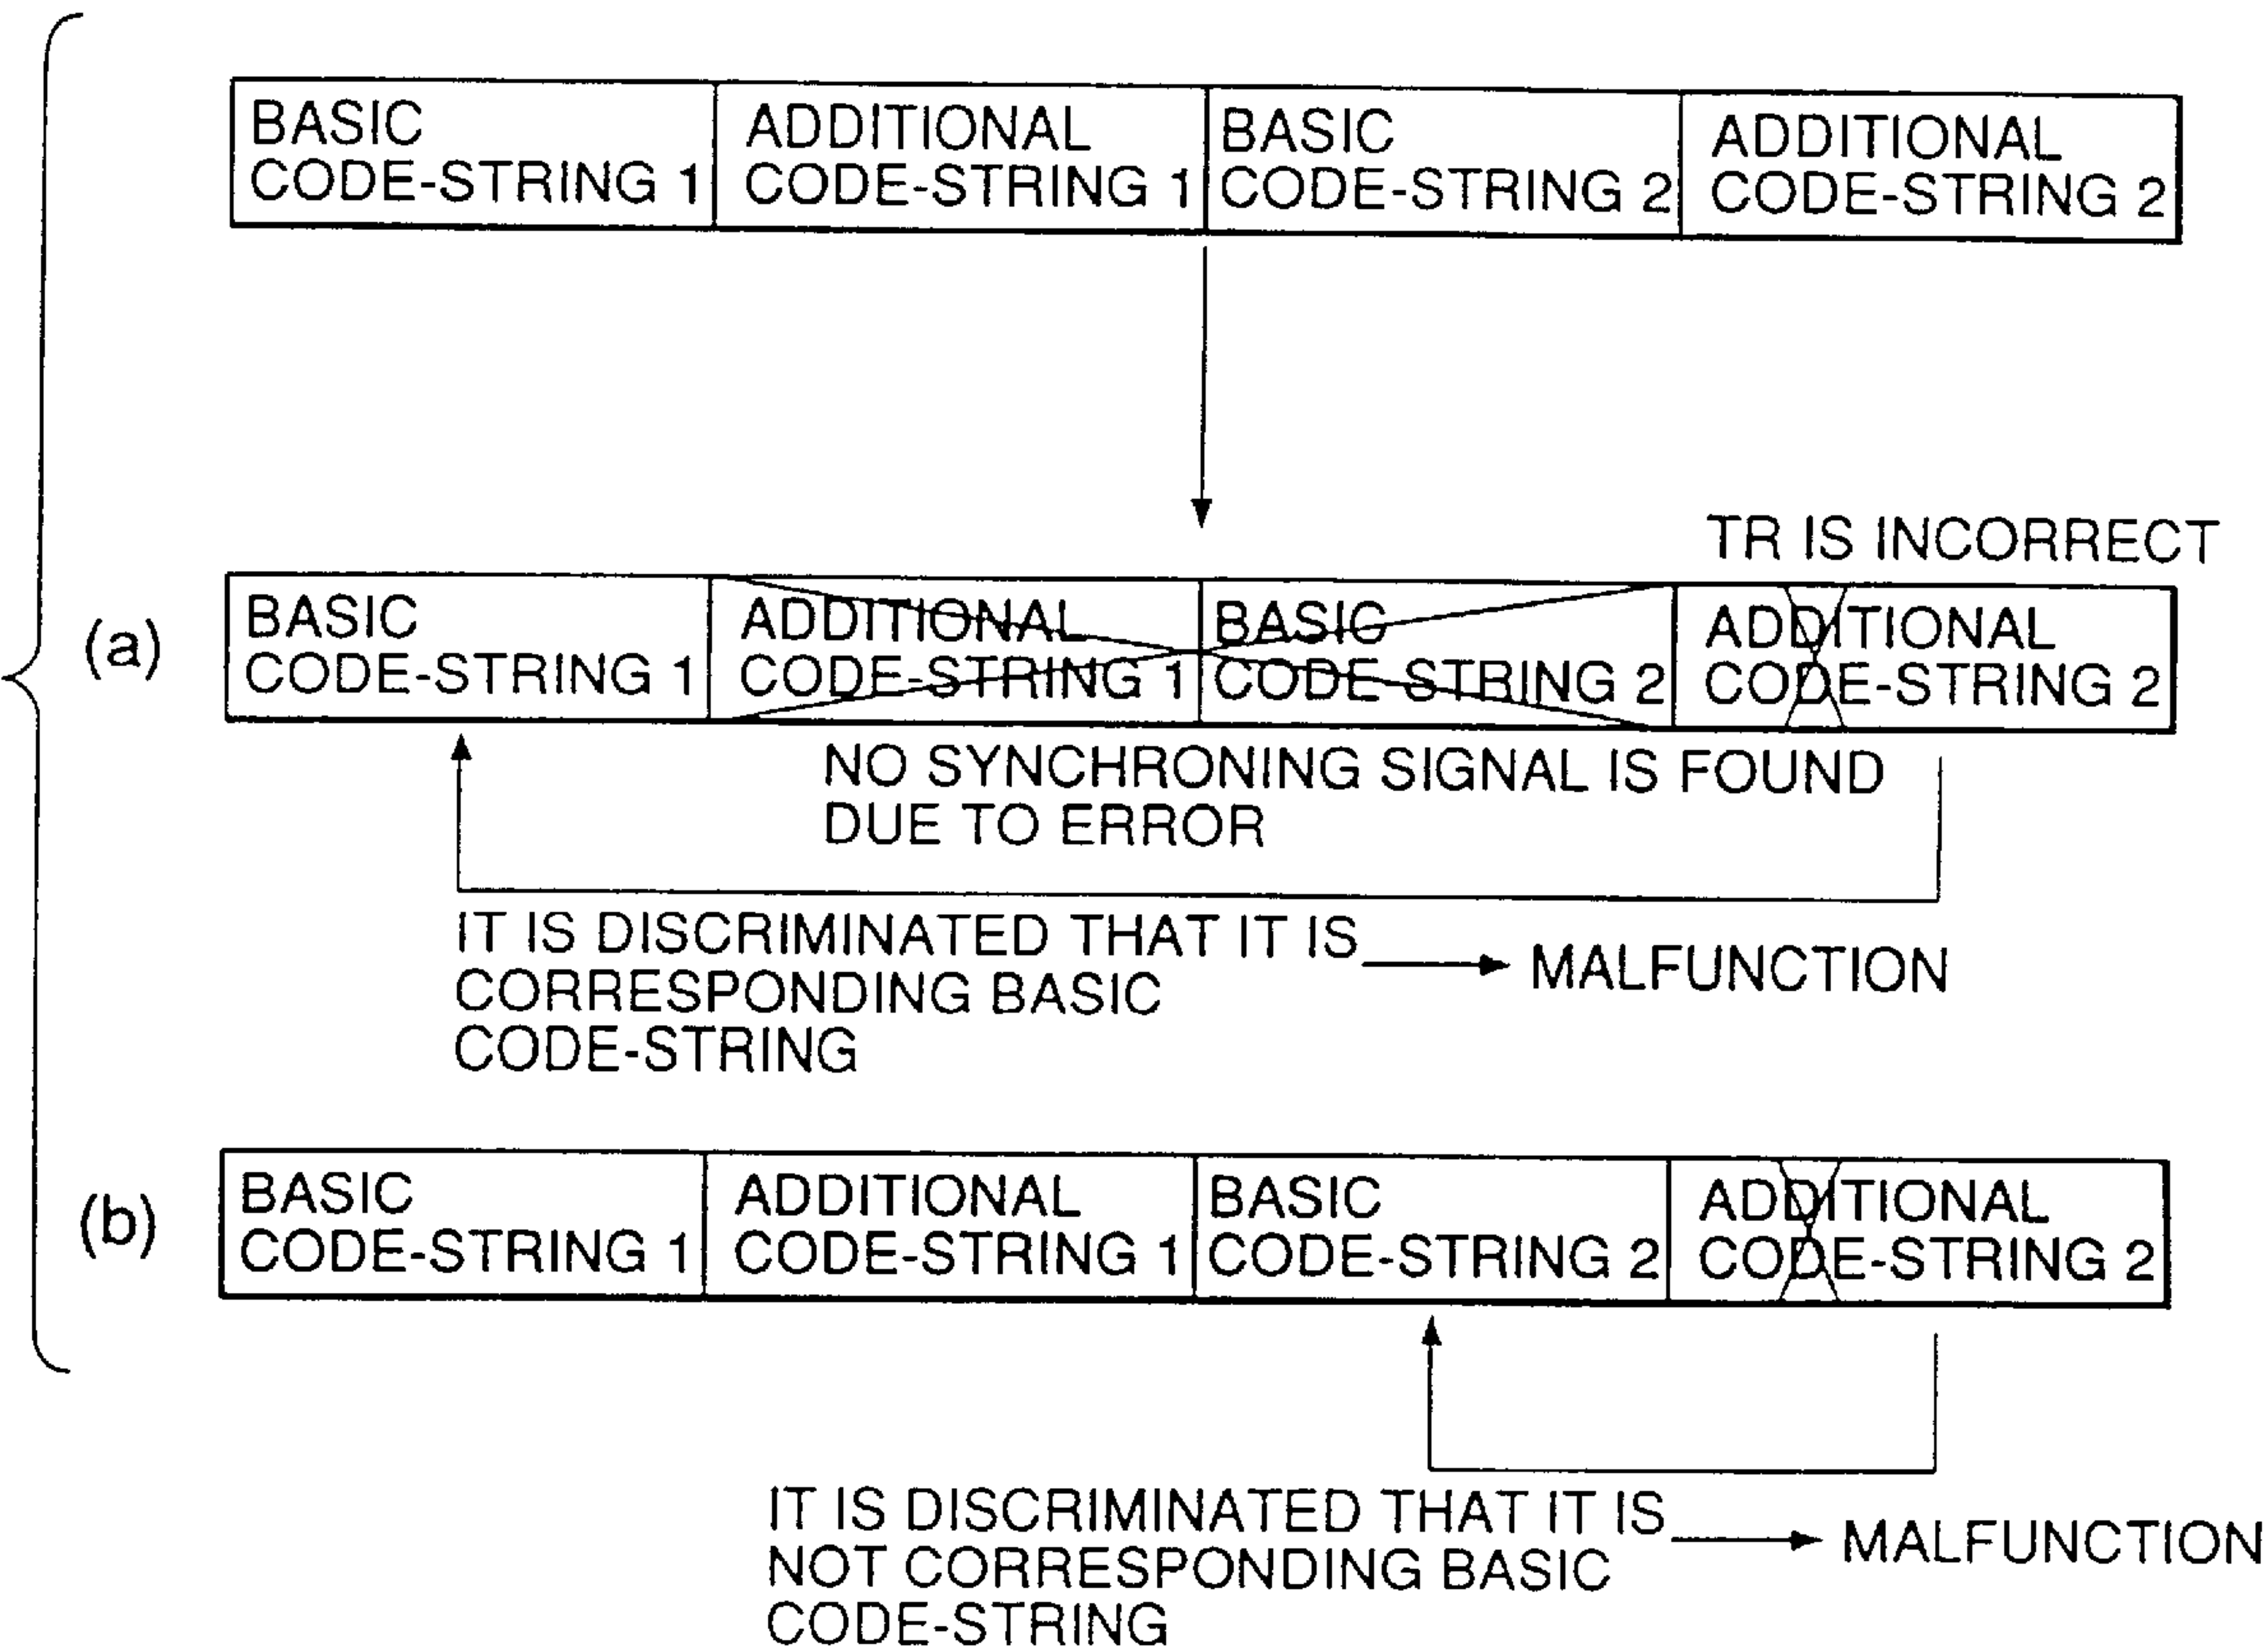 BASIC
CODE-STRING 1
ADDITIONAL
CODE-STRING 1
BASIC
CODE-STRING 2
ADDITIONAL
CODE-STRING 2
TR IS INCORRECT
(a)
BASIC
CODE-STRING 1
ADDITIONAL
CODE-STRING 1
BASIC
CODE-STRING 2
ADDITIONAL
CODE-STRING 2
NO SYNCHRONING SIGNAL IS FOUND
DUE TO ERROR
IT IS DISCRIMINATED THAT IT IS
CORRESPONDING BASIC
CODE-STRING
MALFUNCTION
(b)
BASIC
CODE-STRING 1
ADDITIONAL
CODE-STRING 1
BASIC
CODE-STRING 2
ADDITIONAL
CODE-STRING 2
IT IS DISCRIMINATED THAT IT IS
NOT CORRESPONDING BASIC
CODE-STRING
MALFUNCTION